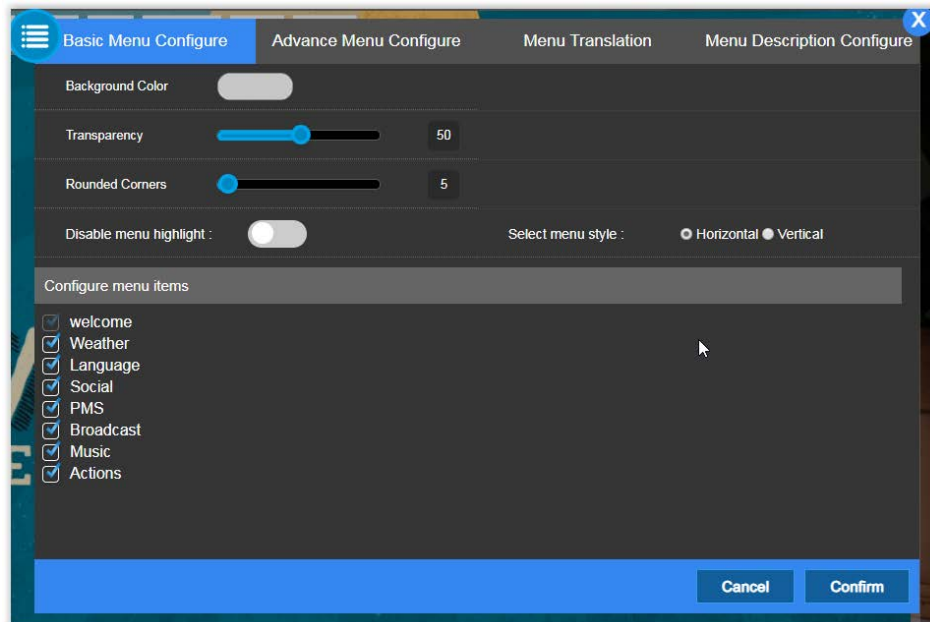 X
Basic Menu Configure Advance Menu Configure Menu Translation Menu Description Configure
Background Color
Transparency 50
Rounded Corners 5
Disable menu highlight : Select menu style : Horizontal Vertical
Configure menu items
welcome
Weather
Language
Social
PMS
Broadcast
Music
Actions
Cancel Confirm